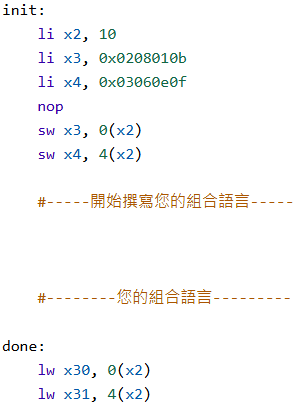 init:
li x2, 10
li x3, 0x0208010b
li x4, 0x03060e0f
nop
sw x3, 0(x2)
sw x4, 4(x2)
#-----開始撰寫您的組合語言-----
#--------您的組合語言---------
done:
lw x30, 0(x2)
lw x31, 4(x2)